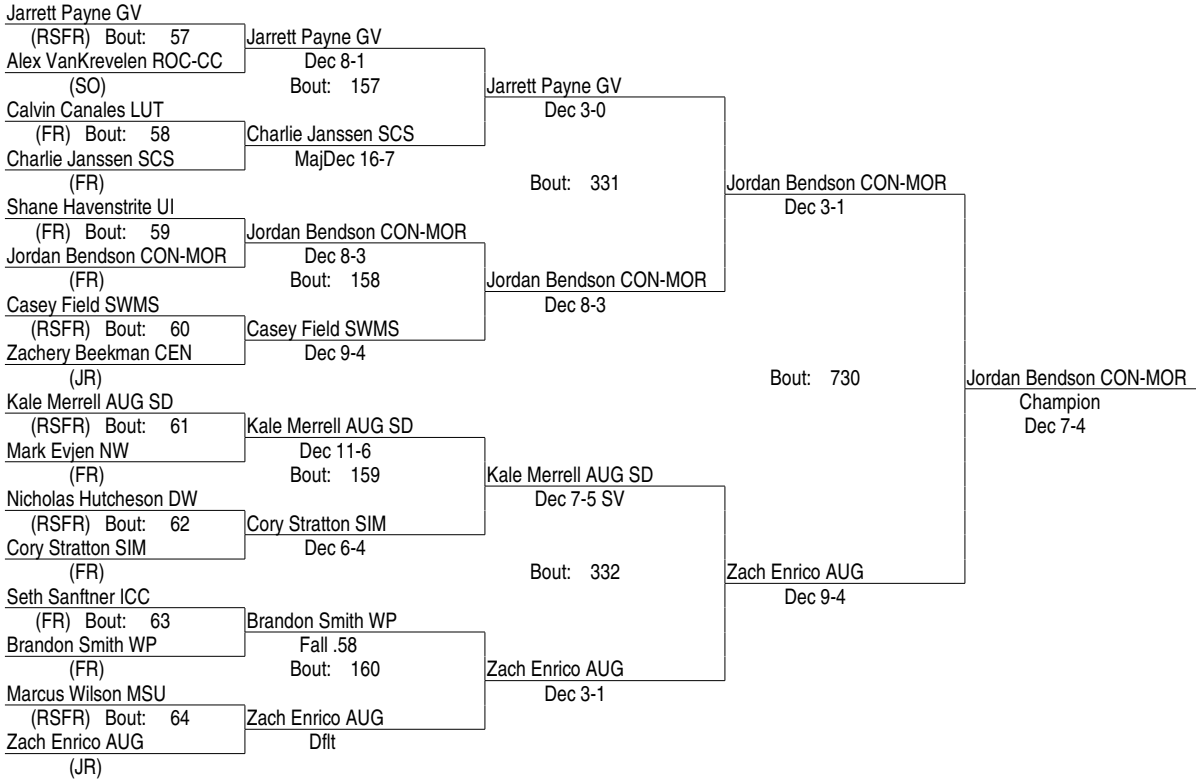 Jarrett Payne GV
(RSFR) Bout: 57 Jarrett Payne GV
Alex VanKrevelen ROC-CC Dec 8-1
(SO) Bout: 157 Jarrett Payne GV
Calvin Canales LUT Dec 3-0
(FR) Bout: 58 Charlie Janssen SCS
Charlie Janssen SCS MajDec 16-7
(FR) Bout: 331 Jordan Bendson CON-MOR
Shane Havenstrite UI Dec 3-1
(FR) Bout: 59 Jordan Bendson CON-MOR
Jordan Bendson CON-MOR Dec 8-3
(FR) Bout: 158 Jordan Bendson CON-MOR
Casey Field SWMS Dec 8-3
(RSFR) Bout: 60 Casey Field SWMS
Zachery Beekman CEN Dec 9-4
(JR) Bout: 730 Jordan Bendson CON-MOR
Kale Merrell AUG SD Champion
(RSFR) Bout: 61 Kale Merrell AUG SD Dec 7-4
Mark Evjen NW Dec 11-6
(FR) Bout: 159 Kale Merrell AUG SD
Nicholas Hutcheson DW Dec 7-5 SV
(RSFR) Bout: 62 Cory Stratton SIM
Cory Stratton SIM Dec 6-4
(FR) Bout: 332 Zach Enrico AUG
Seth Sanftner ICC Dec 9-4
(FR) Bout: 63 Brandon Smith WP
Brandon Smith WP Fall .58
(FR) Bout: 160 Zach Enrico AUG
Marcus Wilson MSU Dec 3-1
(RSFR) Bout: 64 Zach Enrico AUG
Zach Enrico AUG Dflt
(JR)